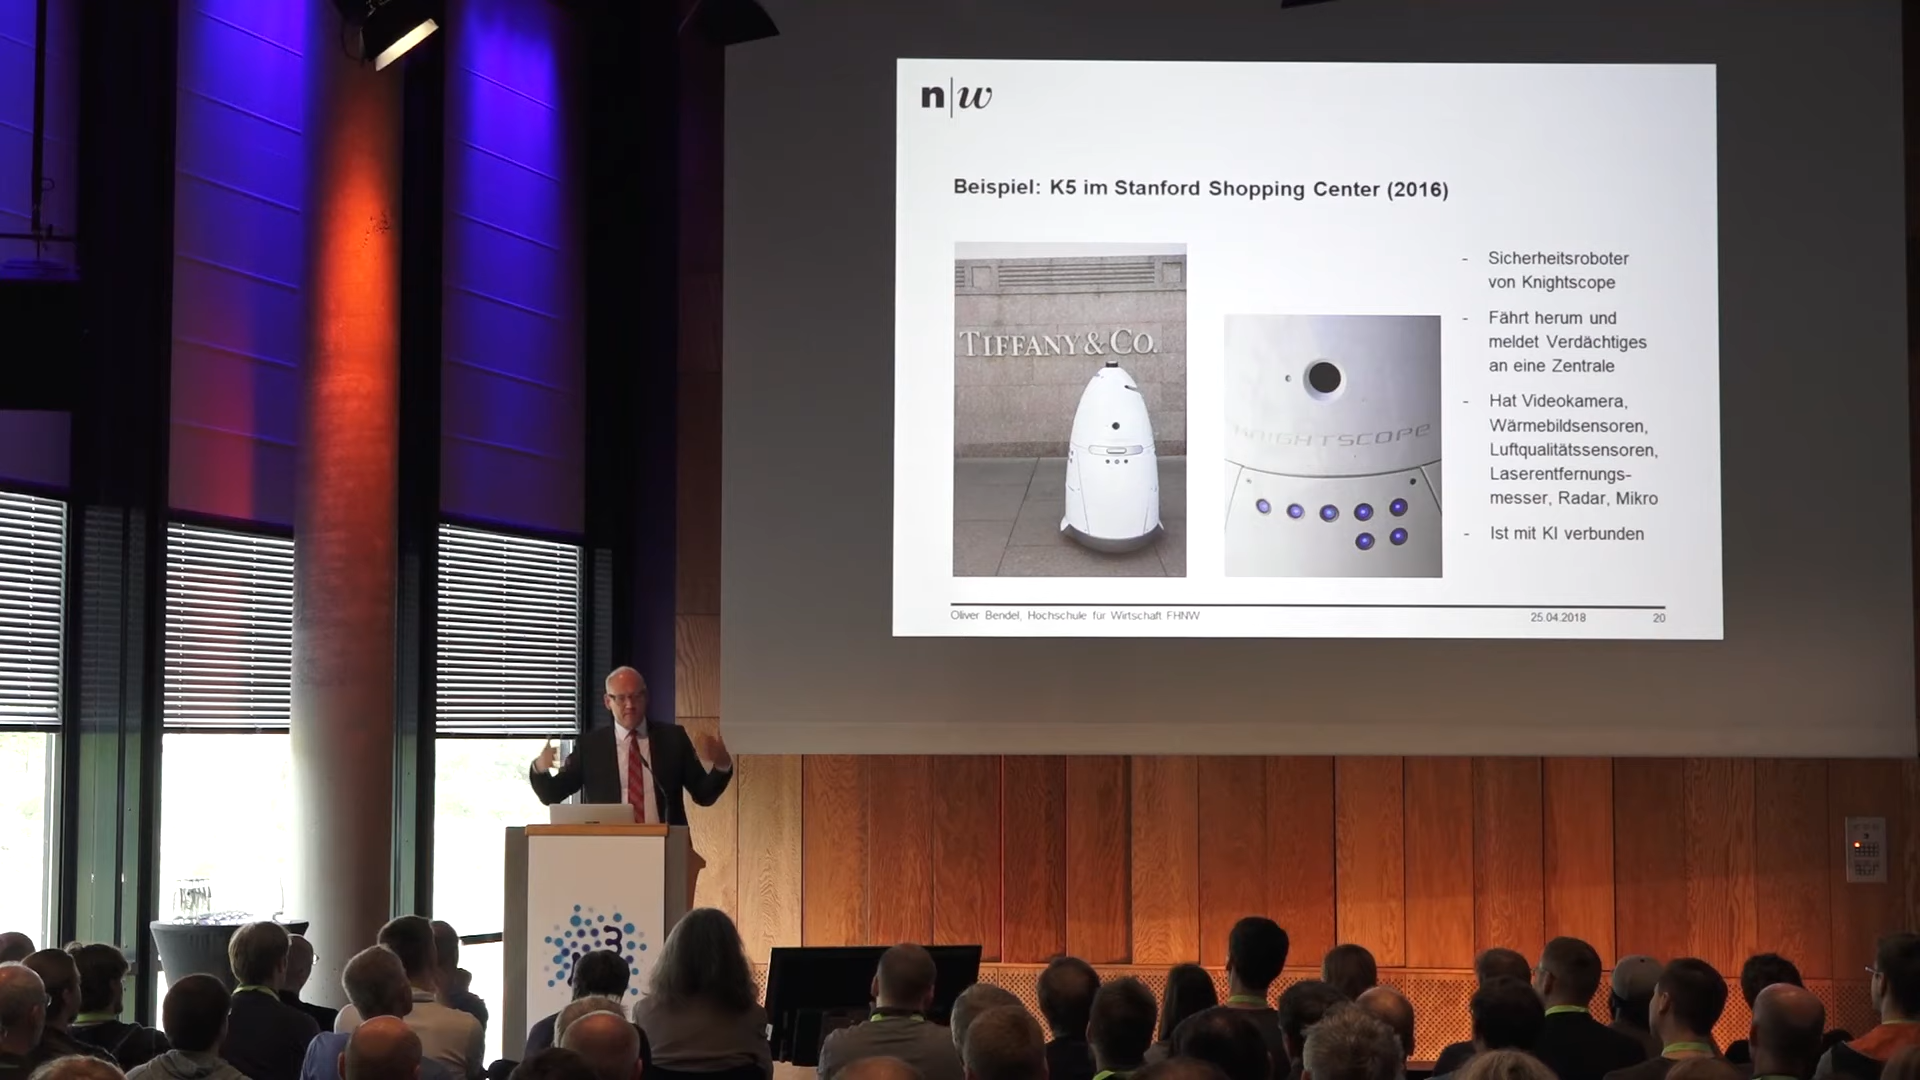 n|w
Beispiel: K5 im Stanford Shopping Center (2016)
TIFFANY & CO.
KNIGHTSCOPE
- Sicherheitsroboter
von Knightscope
- Fährt herum und
meldet Verdächtiges
an eine Zentrale
- Hat Videokamera,
Wärmebildsensoren,
Luftqualitätssensoren,
Laserentfernungs-
messer, Radar, Mikro
- Ist mit KI verbunden
Oliver Bendel, Hochschule für Wirtschaft FHNW
25.04.2018
20